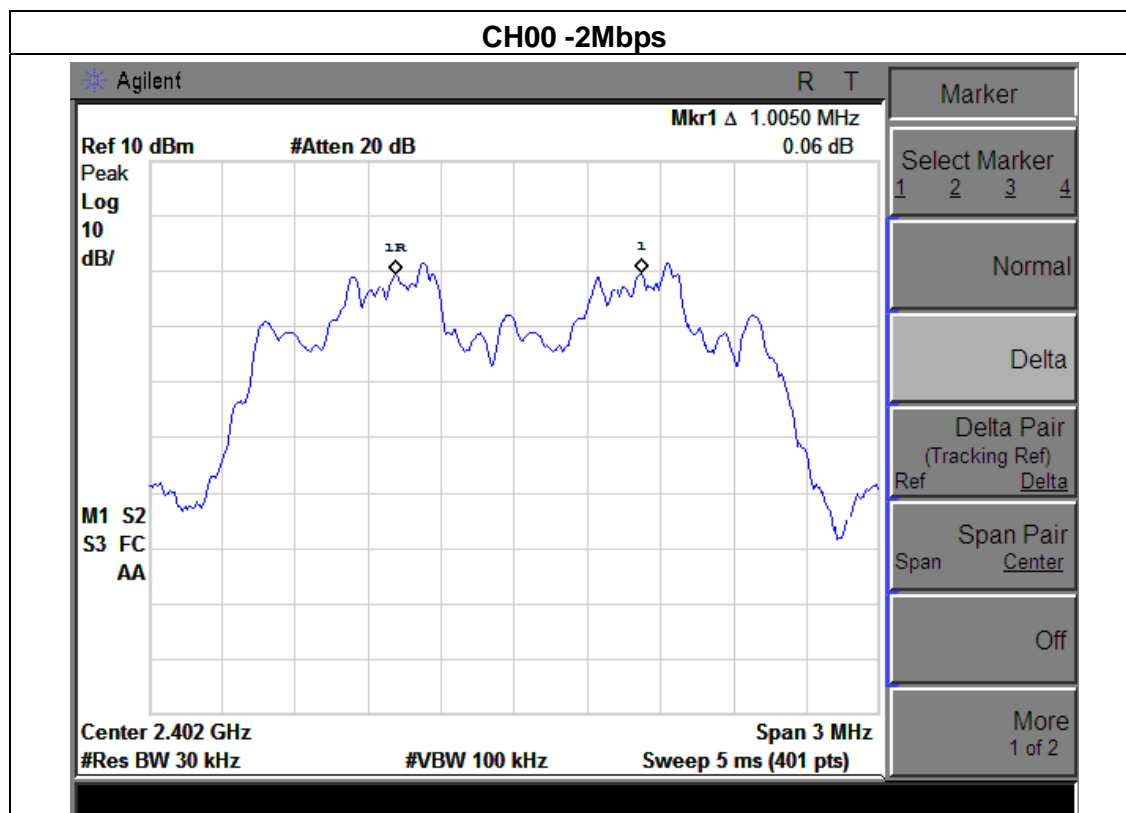 CH00 -2Mbps
Agilent R T
Mkr1 Δ 1.0050 MHz
Ref 10 dBm #Atten 20 dB 0.06 dB
Peak
Log
10
dB/
1R 1
M1 S2
S3 FC
AA
Center 2.402 GHz Span 3 MHz
#Res BW 30 kHz #VBW 100 kHz Sweep 5 ms (401 pts)
Marker
Select Marker
1 2 3 4
Normal
Delta
Delta Pair
(Tracking Ref)
Ref Delta
Span Pair
Span Center
Off
More
1 of 2